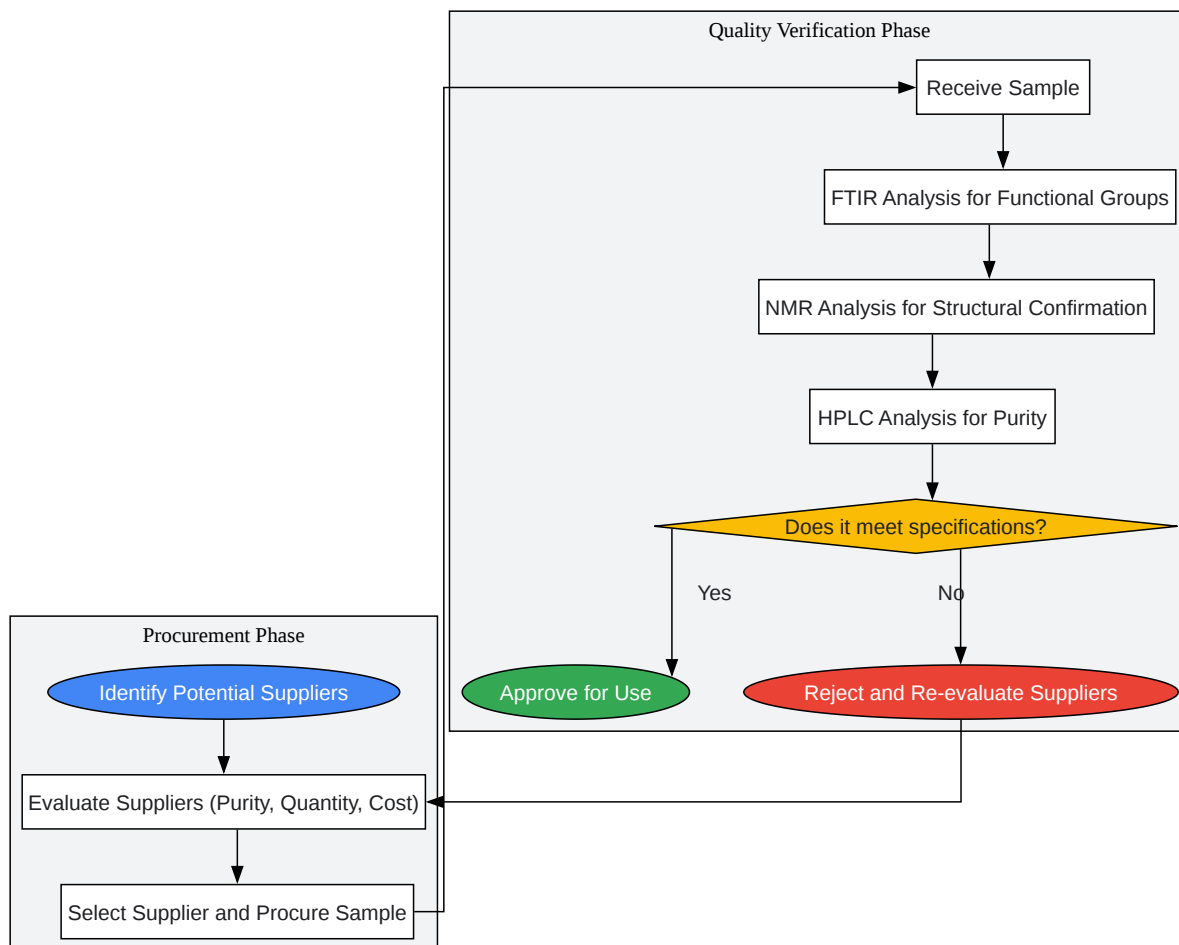 Quality Verification Phase
Receive Sample
FTIR Analysis for Functional Groups
NMR Analysis for Structural Confirmation
HPLC Analysis for Purity
Does it meet specifications?
Yes
No
Approve for Use
Reject and Re-evaluate Suppliers
Procurement Phase
Identify Potential Suppliers
Evaluate Suppliers (Purity, Quantity, Cost)
Select Supplier and Procure Sample